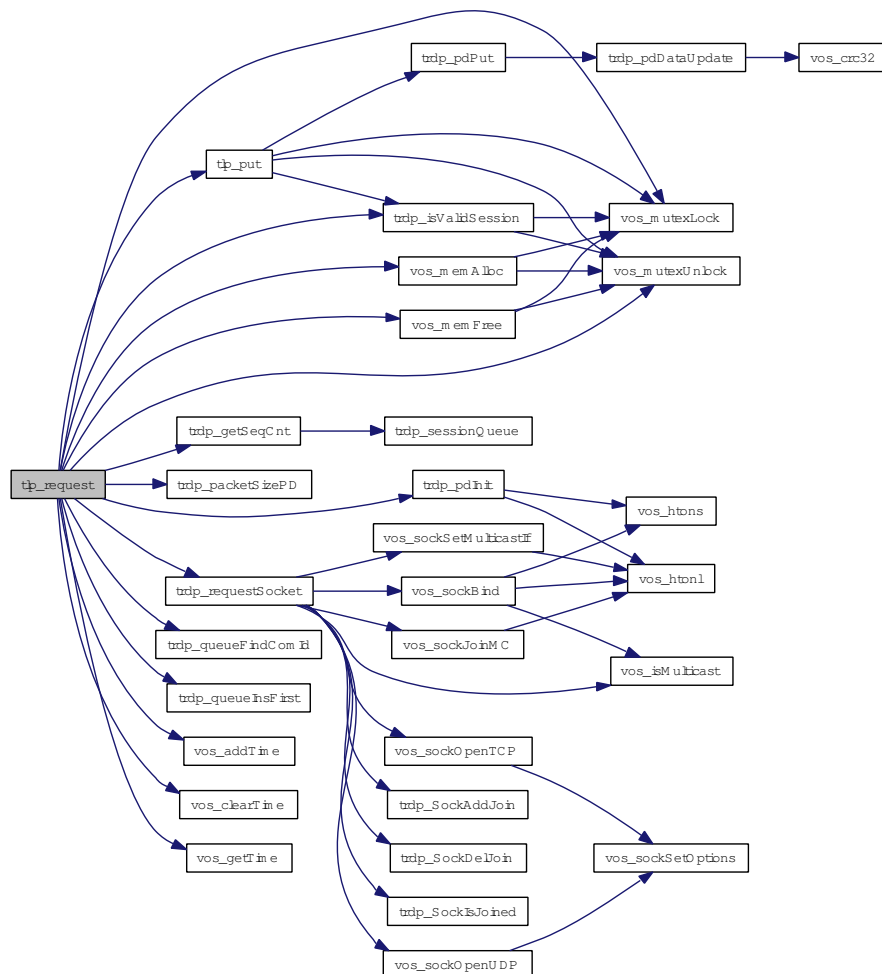 trdp_pdPut
trdp_pdDataUpdate
vos_crc32
tlp_put
trdp_isValidSession
vos_mutexLock
vos_memAlloc
vos_mutexUnlock
vos_memFree
trdp_getSeqCnt
trdp_sessionQueue
tlp_request
trdp_packetSizePD
trdp_pdInit
vos_htons
vos_sockSetMulticastIf
vos_htonl
trdp_requestSocket
vos_sockBind
trdp_queueFindComId
vos_sockJoinMC
vos_isMulticast
trdp_queueInsFirst
vos_addTime
vos_sockOpenTCP
vos_clearTime
trdp_SockAddJoin
vos_getTime
trdp_SockDelJoin
vos_sockSetOptions
trdp_SockIsJoined
vos_sockOpenUDP